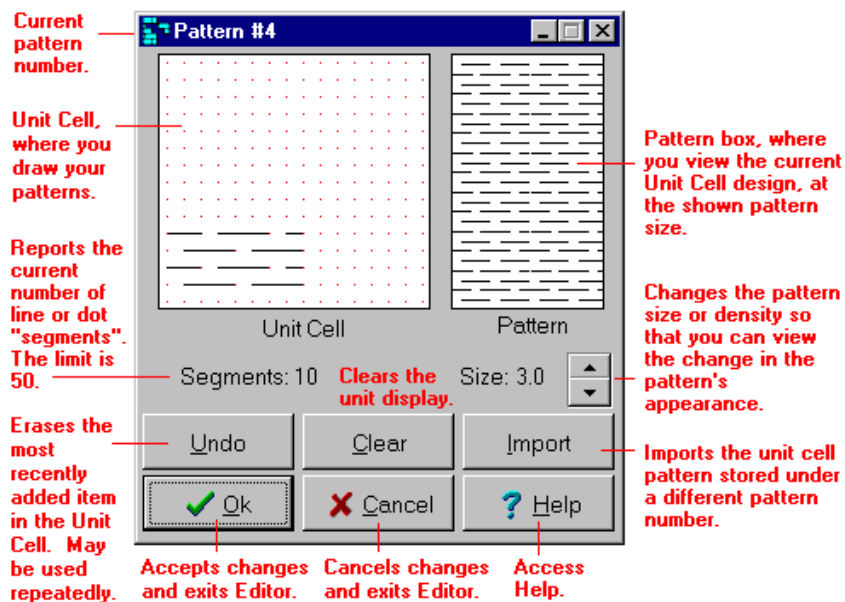 Current
pattern
number.
Pattern #4
Unit Cell,
where you
draw your
patterns.
Pattern box, where
you view the current
Unit Cell design, at
the shown pattern
size.
Reports the
current
number of
line or dot
"segments".
The limit is
50.
Unit Cell
Pattern
Changes the pattern
size or density so
that you can view
the change in the
pattern's
appearance.
Segments: 10
Clears the
unit display.
Size: 3.0
Erases the
most
recently
added item
in the Unit
Cell. May
be used
repeatedly.
Undo
Clear
Import
Imports the unit cell
pattern stored under
a different pattern
number.
Ok
Cancel
? Help
Accepts changes
and exits Editor.
Cancels changes
and exits Editor.
Access
Help.